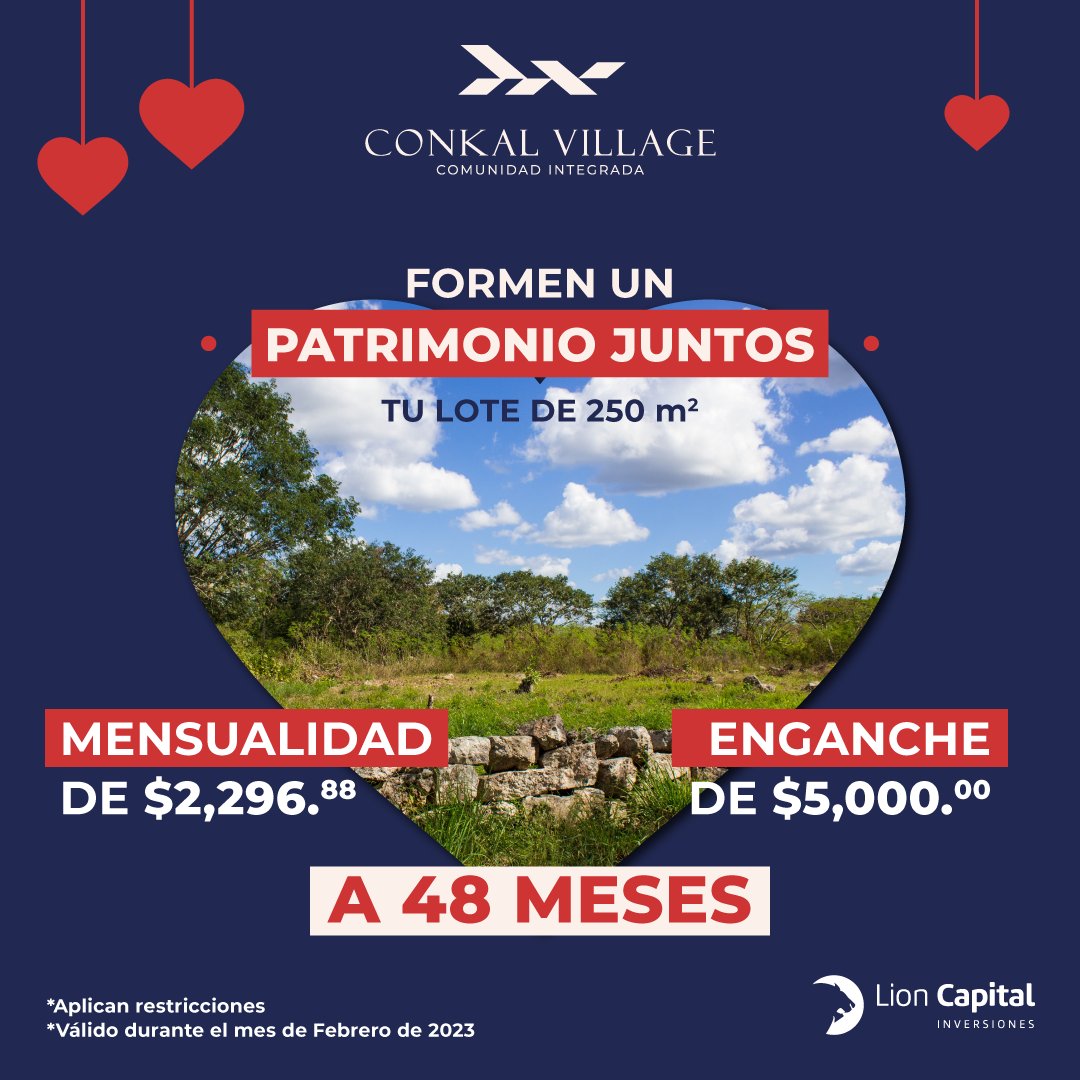 CONKAL VILLAGE
COMUNIDAD INTEGRADA
FORMEN UN
PATRIMONIO JUNTOS
TU LOTE DE 250 m²
MENSUALIDAD
DE $2,296.⁸⁸
ENGANCHE
DE $5,000.⁰⁰
A 48 MESES
*Aplican restricciones
*Válido durante el mes de Febrero de 2023
Lion Capital
INVERSIONES